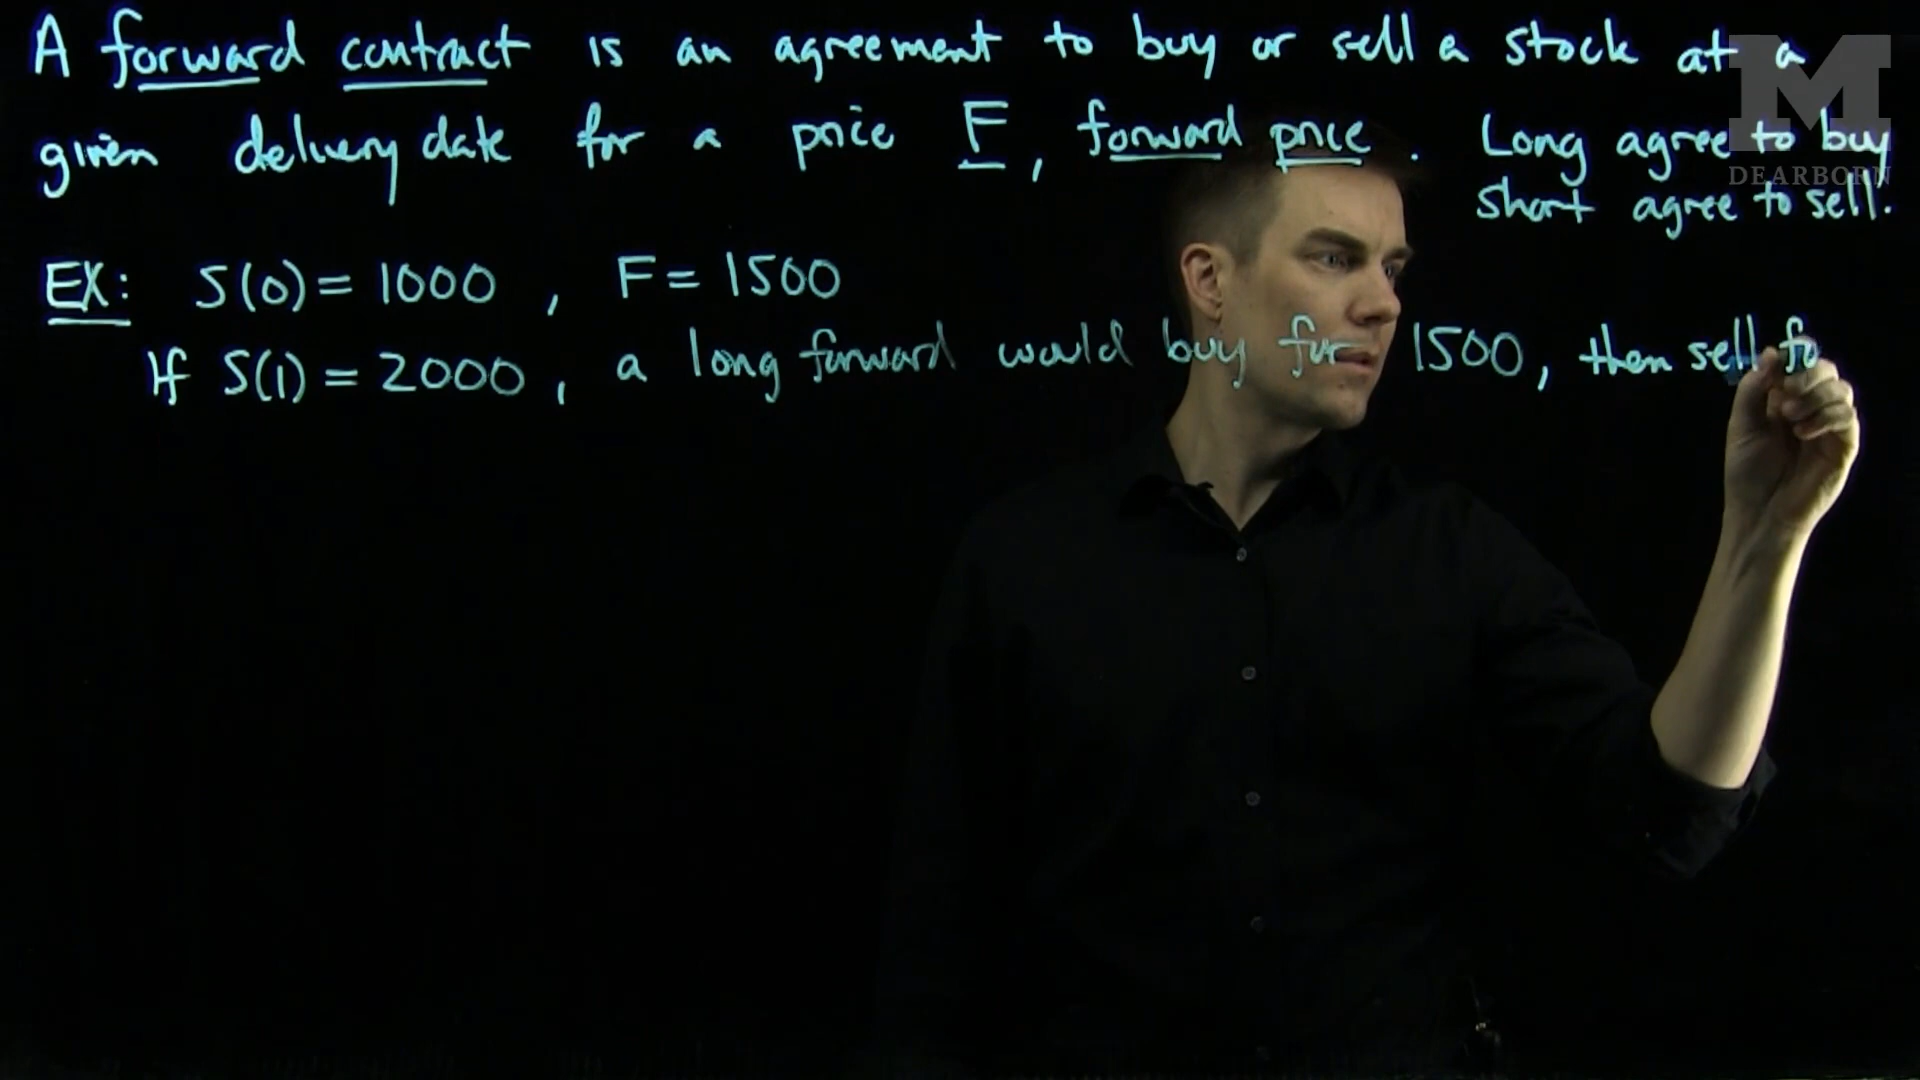 A forward contract is an agreement to buy or sell a stock at a
given delivery date for a price F, forward price.
Long agree to buy
Short agree to sell.
EX: S(0) = 1000, F = 1500
If S(1) = 2000, a long forward would buy for 1500, then sell fo
M
DEARBORN